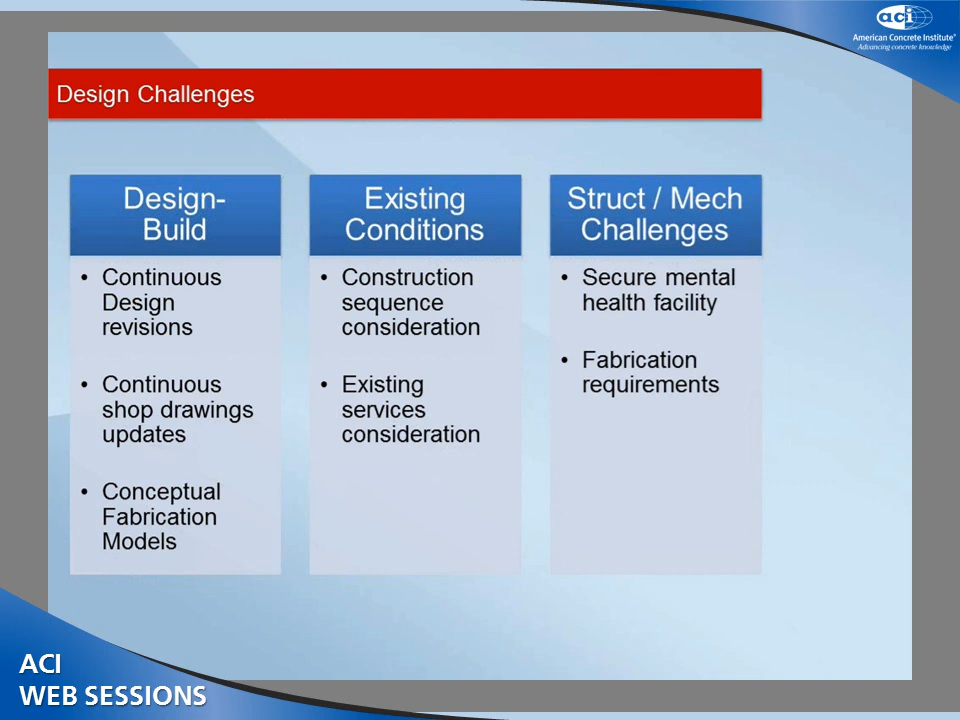 aci
American Concrete Institute®
Advancing concrete knowledge
Design Challenges
Design-
Build
• Continuous
Design
revisions
• Continuous
shop drawings
updates
• Conceptual
Fabrication
Models
Existing
Conditions
• Construction
sequence
consideration
• Existing
services
consideration
Struct / Mech
Challenges
• Secure mental
health facility
• Fabrication
requirements
ACI
WEB SESSIONS